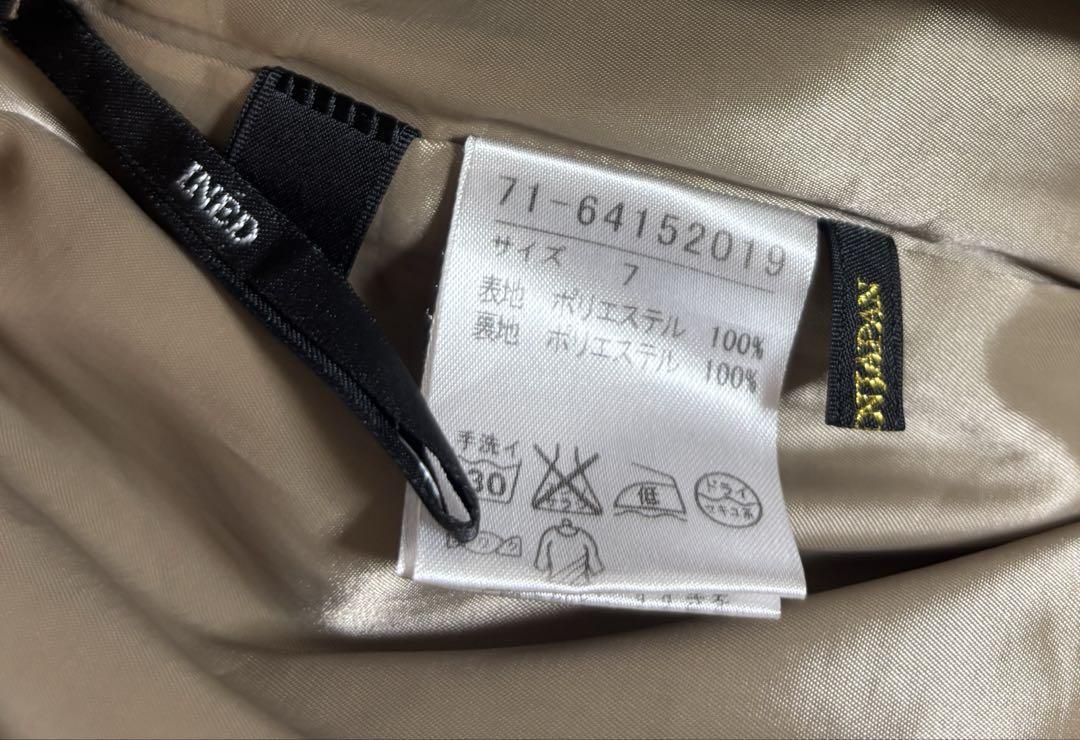 INED
71-64152019
サイズ 7
表地 ポリエステル 100%
裏地 ポリエステル 100%
手洗イ
30
低
ドライ
セキユ系
N JAPAN